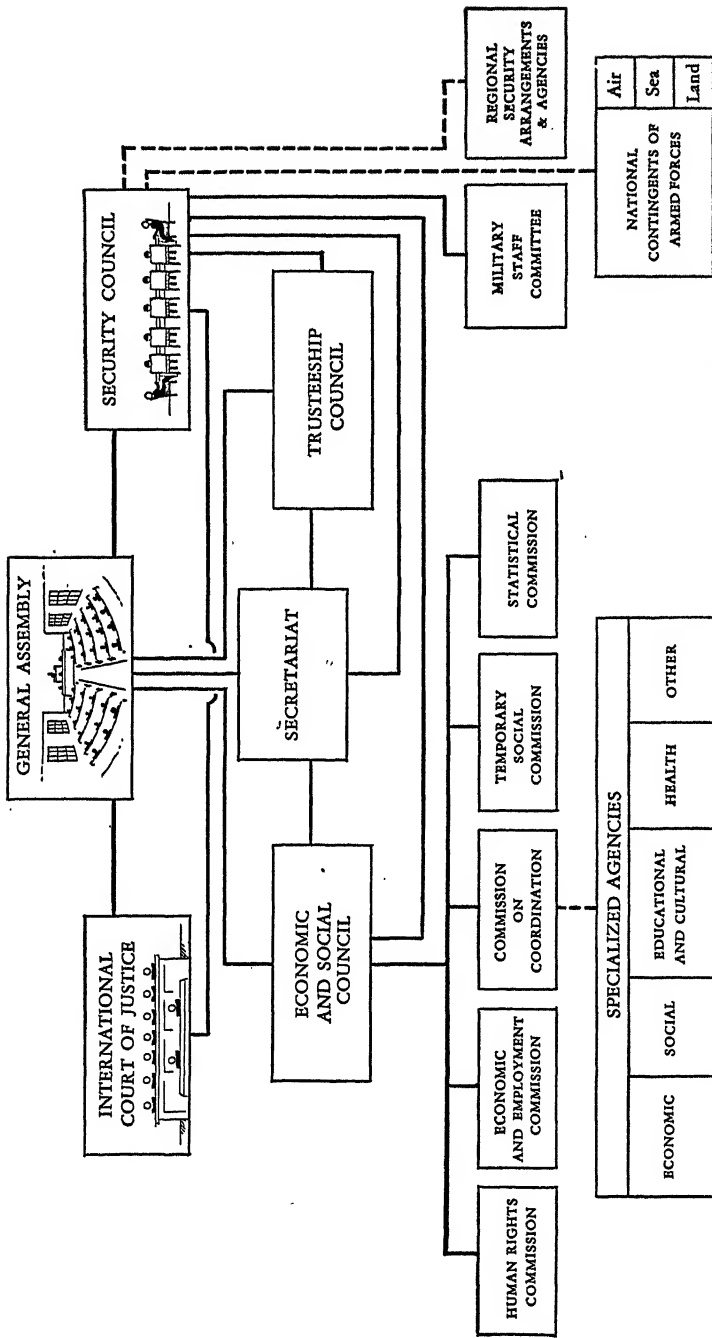 GENERAL ASSEMBLY
INTERNATIONAL
COURT OF JUSTICE
SECURITY COUNCIL
ECONOMIC
AND SOCIAL
COUNCIL
SECRETARIAT
TRUSTEESHIP
COUNCIL
HUMAN RIGHTS
COMMISSION
ECONOMIC
AND EMPLOYMENT
COMMISSION
COMMISSION
ON
COORDINATION
TEMPORARY
SOCIAL
COMMISSION
STATISTICAL
COMMISSION
MILITARY
STAFF
COMMITTEE
REGIONAL
SECURITY
ARRANGEMENTS
& AGENCIES
SPECIALIZED AGENCIES
ECONOMIC
SOCIAL
EDUCATIONAL
AND CULTURAL
HEALTH
OTHER
NATIONAL
CONTINGENTS OF
ARMED FORCES
Air
Sea
Land